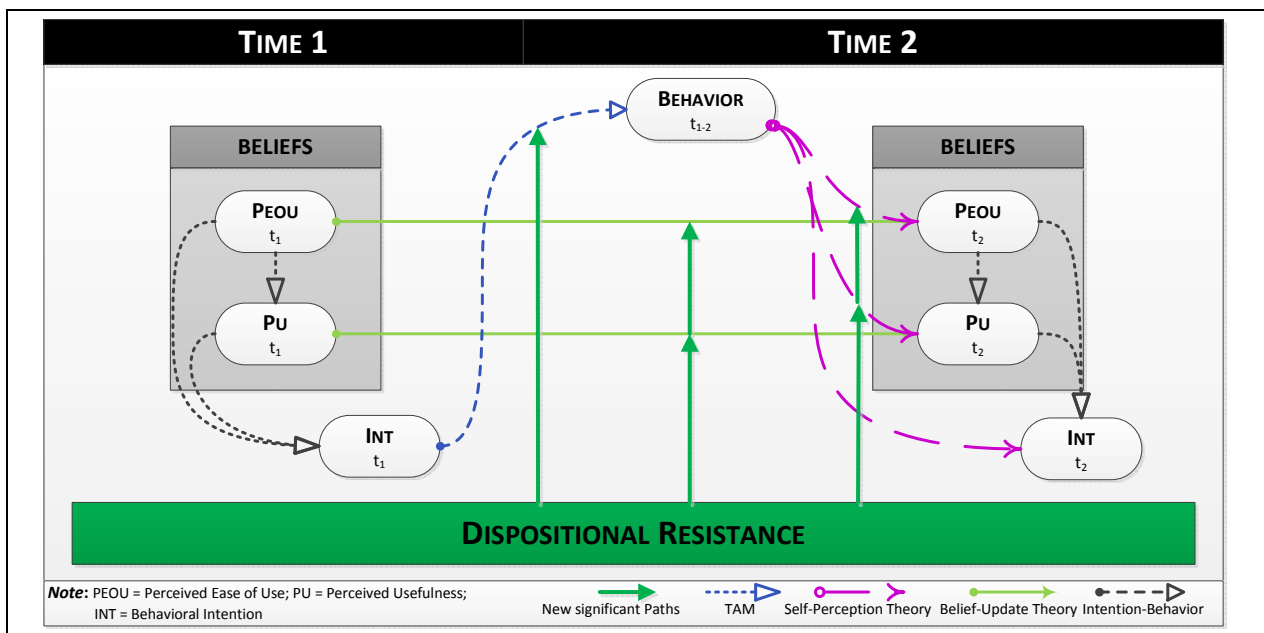 TIME 1
TIME 2
BEHAVIOR
t1-2
BELIEFS
BELIEFS
PEOU
t1
PEOU
t2
PU
t1
PU
t2
INT
t1
INT
t2
DISPOSITIONAL RESISTANCE
Note: PEOU = Perceived Ease of Use; PU = Perceived Usefulness;
INT = Behavioral Intention
New significant Paths
TAM
Self-Perception Theory
Belief-Update Theory
Intention-Behavior